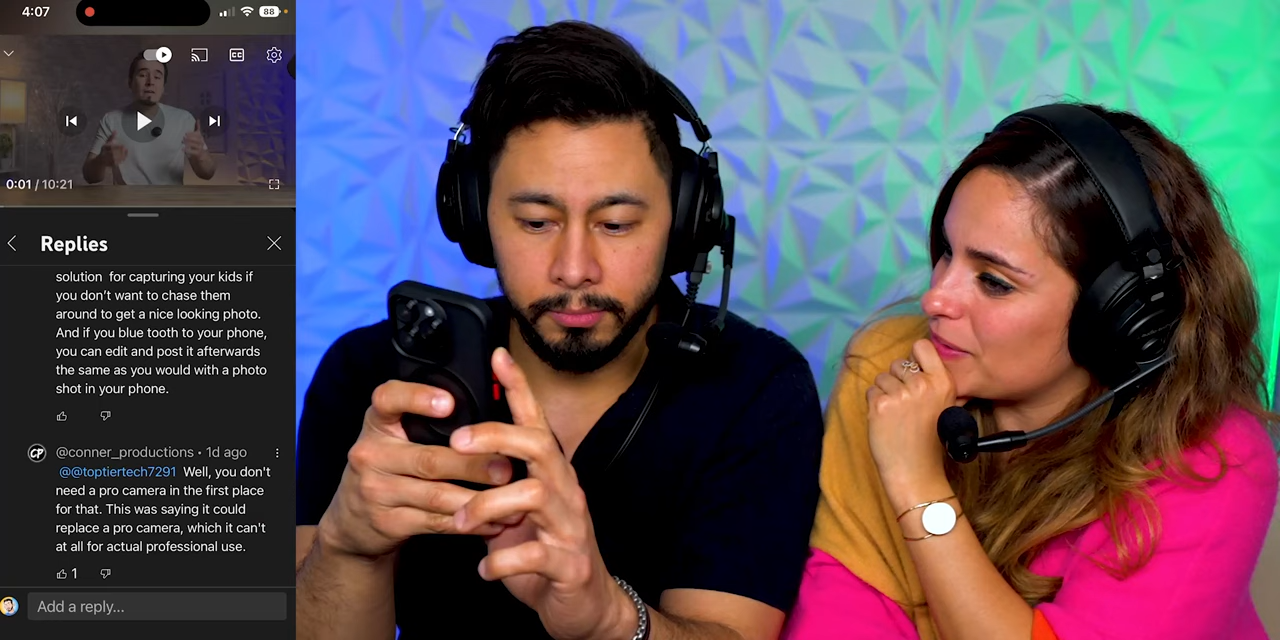 4:07
88
CC
0:01 / 10:21
Replies
solution for capturing your kids if
you don't want to chase them
around to get a nice looking photo.
And if you blue tooth to your phone,
you can edit and post it afterwards
the same as you would with a photo
shot in your phone.
CP
@conner_productions • 1d ago
@@toptiertech7291 Well, you don't
need a pro camera in the first place
for that. This was saying it could
replace a pro camera, which it can't
at all for actual professional use.
1
Add a reply...